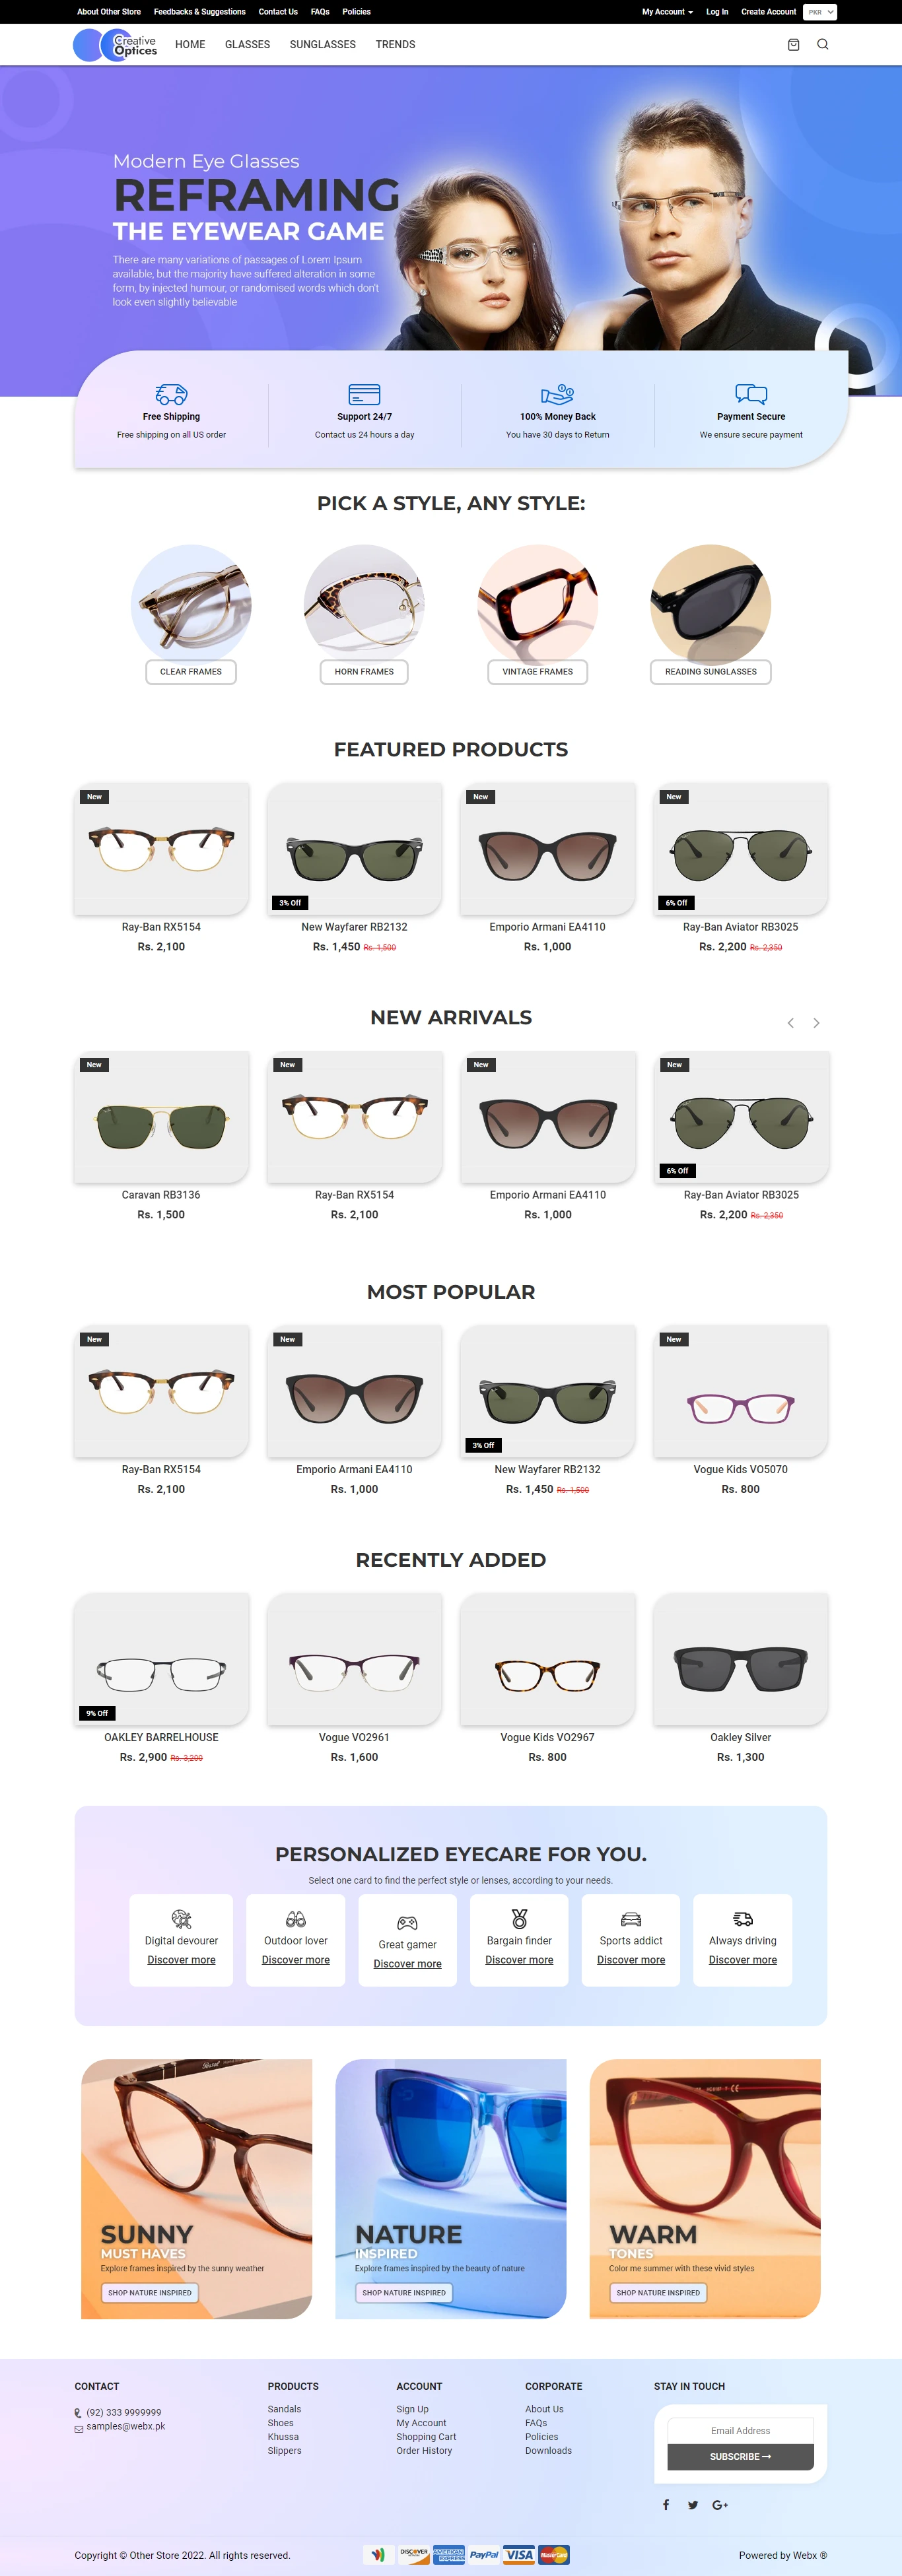 About Other Store Feedbacks & Suggestions Contact Us FAQs Policies My Account Log In Create Account PKR
Creative
Optices
HOME GLASSES SUNGLASSES TRENDS
Modern Eye Glasses
REFRAMING
THE EYEWEAR GAME
There are many variations of passages of Lorem Ipsum
available, but the majority have suffered alteration in some
form, by injected humour, or randomised words which don't
look even slightly believable
Free Shipping Support 24/7 100% Money Back Payment Secure
Free shipping on all US order Contact us 24 hours a day You have 30 days to Return We ensure secure payment
PICK A STYLE, ANY STYLE:
CLEAR FRAMES HORN FRAMES VINTAGE FRAMES READING SUNGLASSES
FEATURED PRODUCTS
New New New
3% Off 6% Off
Ray-Ban RX5154 New Wayfarer RB2132 Emporio Armani EA4110 Ray-Ban Aviator RB3025
Rs. 2,100 Rs. 1,450 Rs. 1,500 Rs. 1,000 Rs. 2,200 Rs. 2,350
NEW ARRIVALS
New New New New
6% Off
Caravan RB3136 Ray-Ban RX5154 Emporio Armani EA4110 Ray-Ban Aviator RB3025
Rs. 1,500 Rs. 2,100 Rs. 1,000 Rs. 2,200 Rs. 2,350
MOST POPULAR
New New New
3% Off
Ray-Ban RX5154 Emporio Armani EA4110 New Wayfarer RB2132 Vogue Kids VO5070
Rs. 2,100 Rs. 1,000 Rs. 1,450 Rs. 1,500 Rs. 800
RECENTLY ADDED
9% Off
OAKLEY BARRELHOUSE Vogue VO2961 Vogue Kids VO2967 Oakley Silver
Rs. 2,900 Rs. 3,200 Rs. 1,600 Rs. 800 Rs. 1,300
PERSONALIZED EYECARE FOR YOU.
Select one card to find the perfect style or lenses, according to your needs.
Digital devourer Outdoor lover Great gamer Bargain finder Sports addict Always driving
Discover more Discover more Discover more Discover more Discover more Discover more
SUNNY
MUST HAVES
Explore frames inspired by the sunny weather
SHOP NATURE INSPIRED
NATURE
INSPIRED
Explore frames inspired by the beauty of nature
SHOP NATURE INSPIRED
WARM
TONES
Color me summer with these vivid styles
SHOP NATURE INSPIRED
CONTACT
(92) 333 9999999
samples@webx.pk
PRODUCTS
Sandals
Shoes
Khussa
Slippers
ACCOUNT
Sign Up
My Account
Shopping Cart
Order History
CORPORATE
About Us
FAQs
Policies
Downloads
STAY IN TOUCH
Email Address
SUBSCRIBE
Copyright © Other Store 2022. All rights reserved. DISCOVER AMERICAN EXPRESS PayPal VISA MasterCard Powered by Webx ®